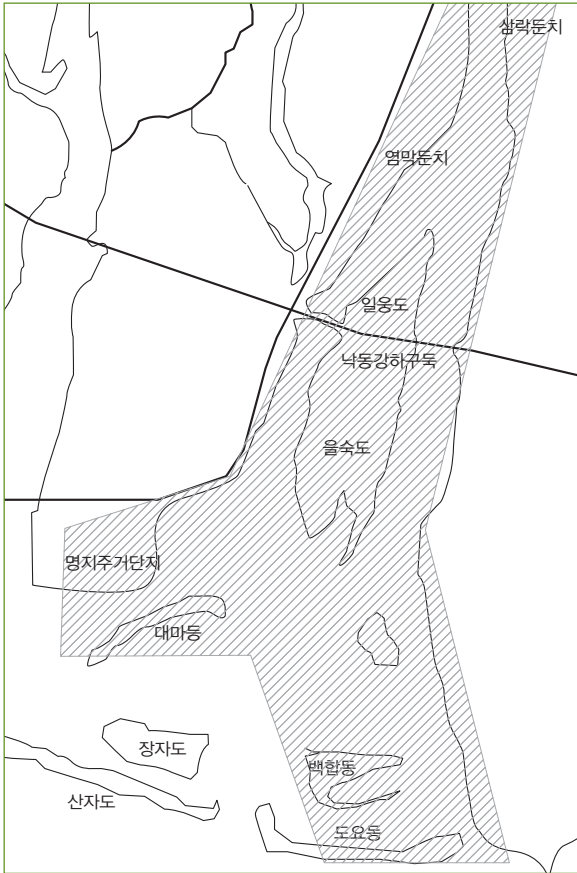 삼락둔치
염막둔치
일웅도
낙동강하구둑
을숙도
명지주거단지
대마등
장자도
백합동
산자도
도요동